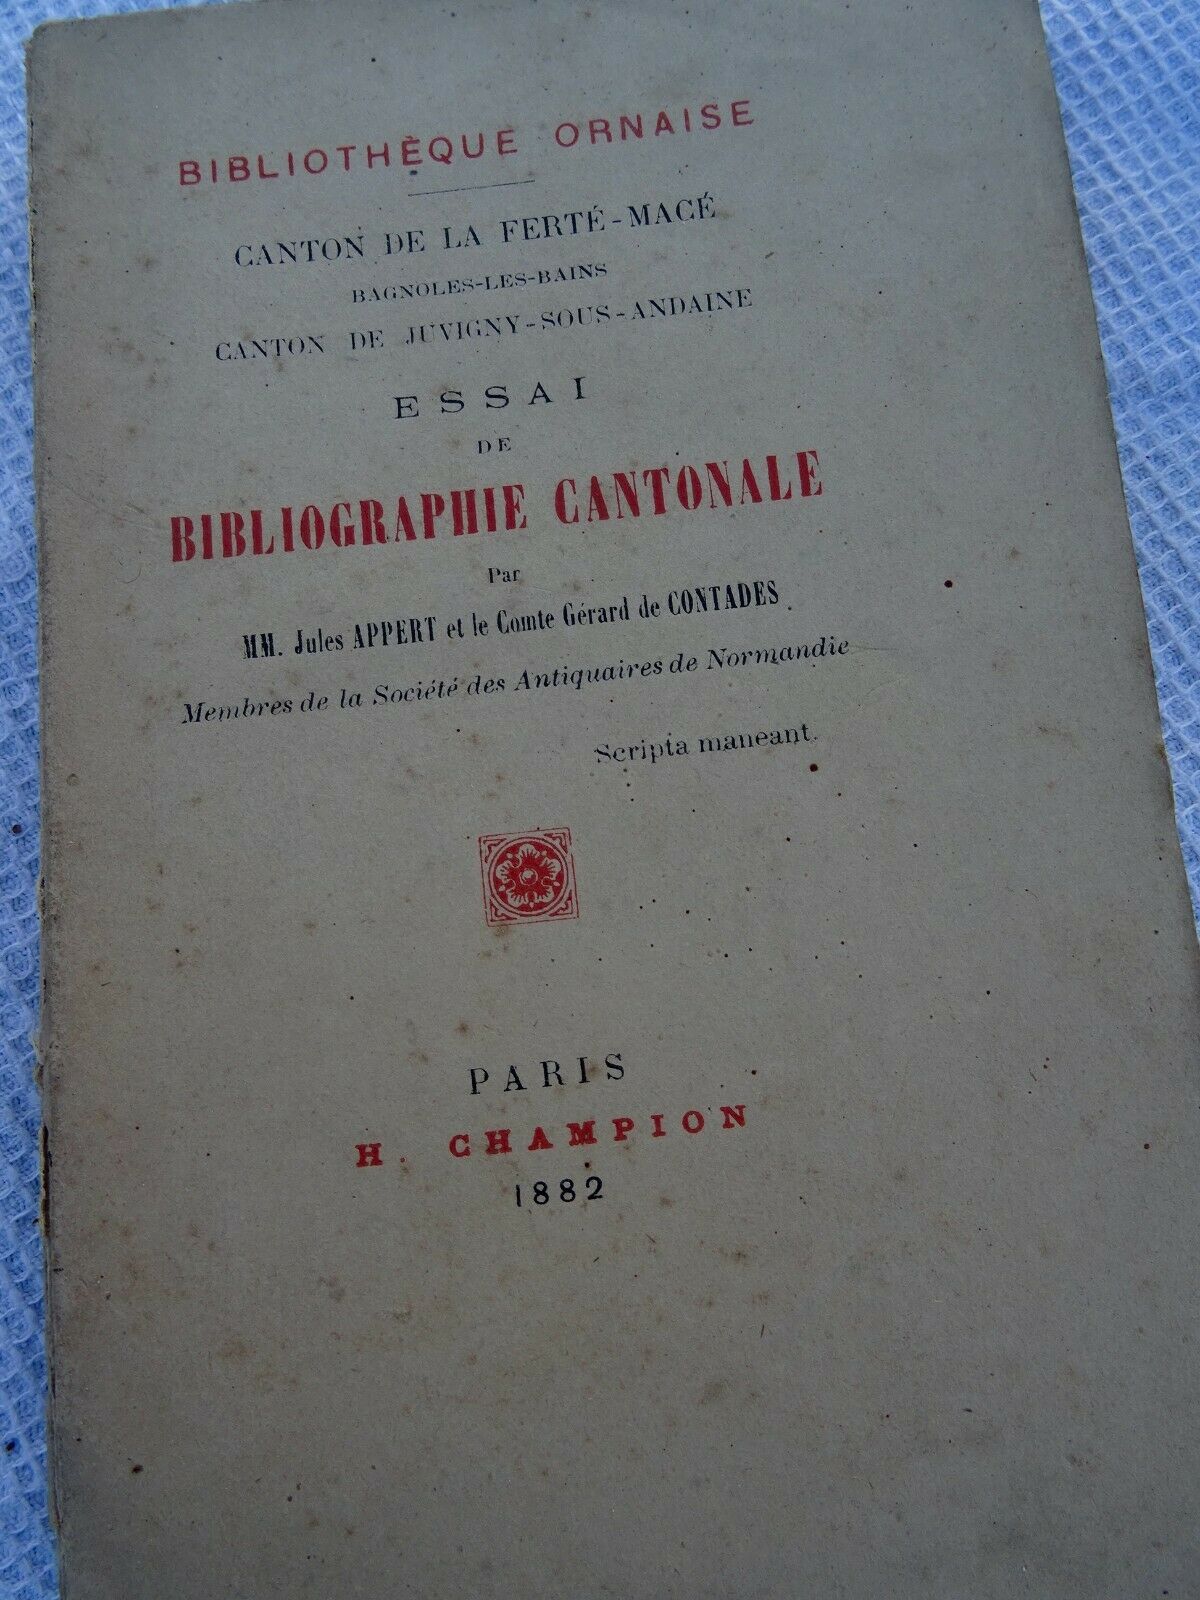 BIBLIOTHÈQUE ORNAISE
CANTON DE LA FERTÉ-MACÉ
BAGNOLES-LES-BAINS
CANTON DE JUVIGNY-SOUS-ANDAINE
ESSAI
DE
BIBLIOGRAPHIE CANTONALE
Par
MM. Jules APPERT et le Comte Gérard de CONTADES
Membres de la Société des Antiquaires de Normandie
Scripta maneant.
PARIS
H. CHAMPION
1882